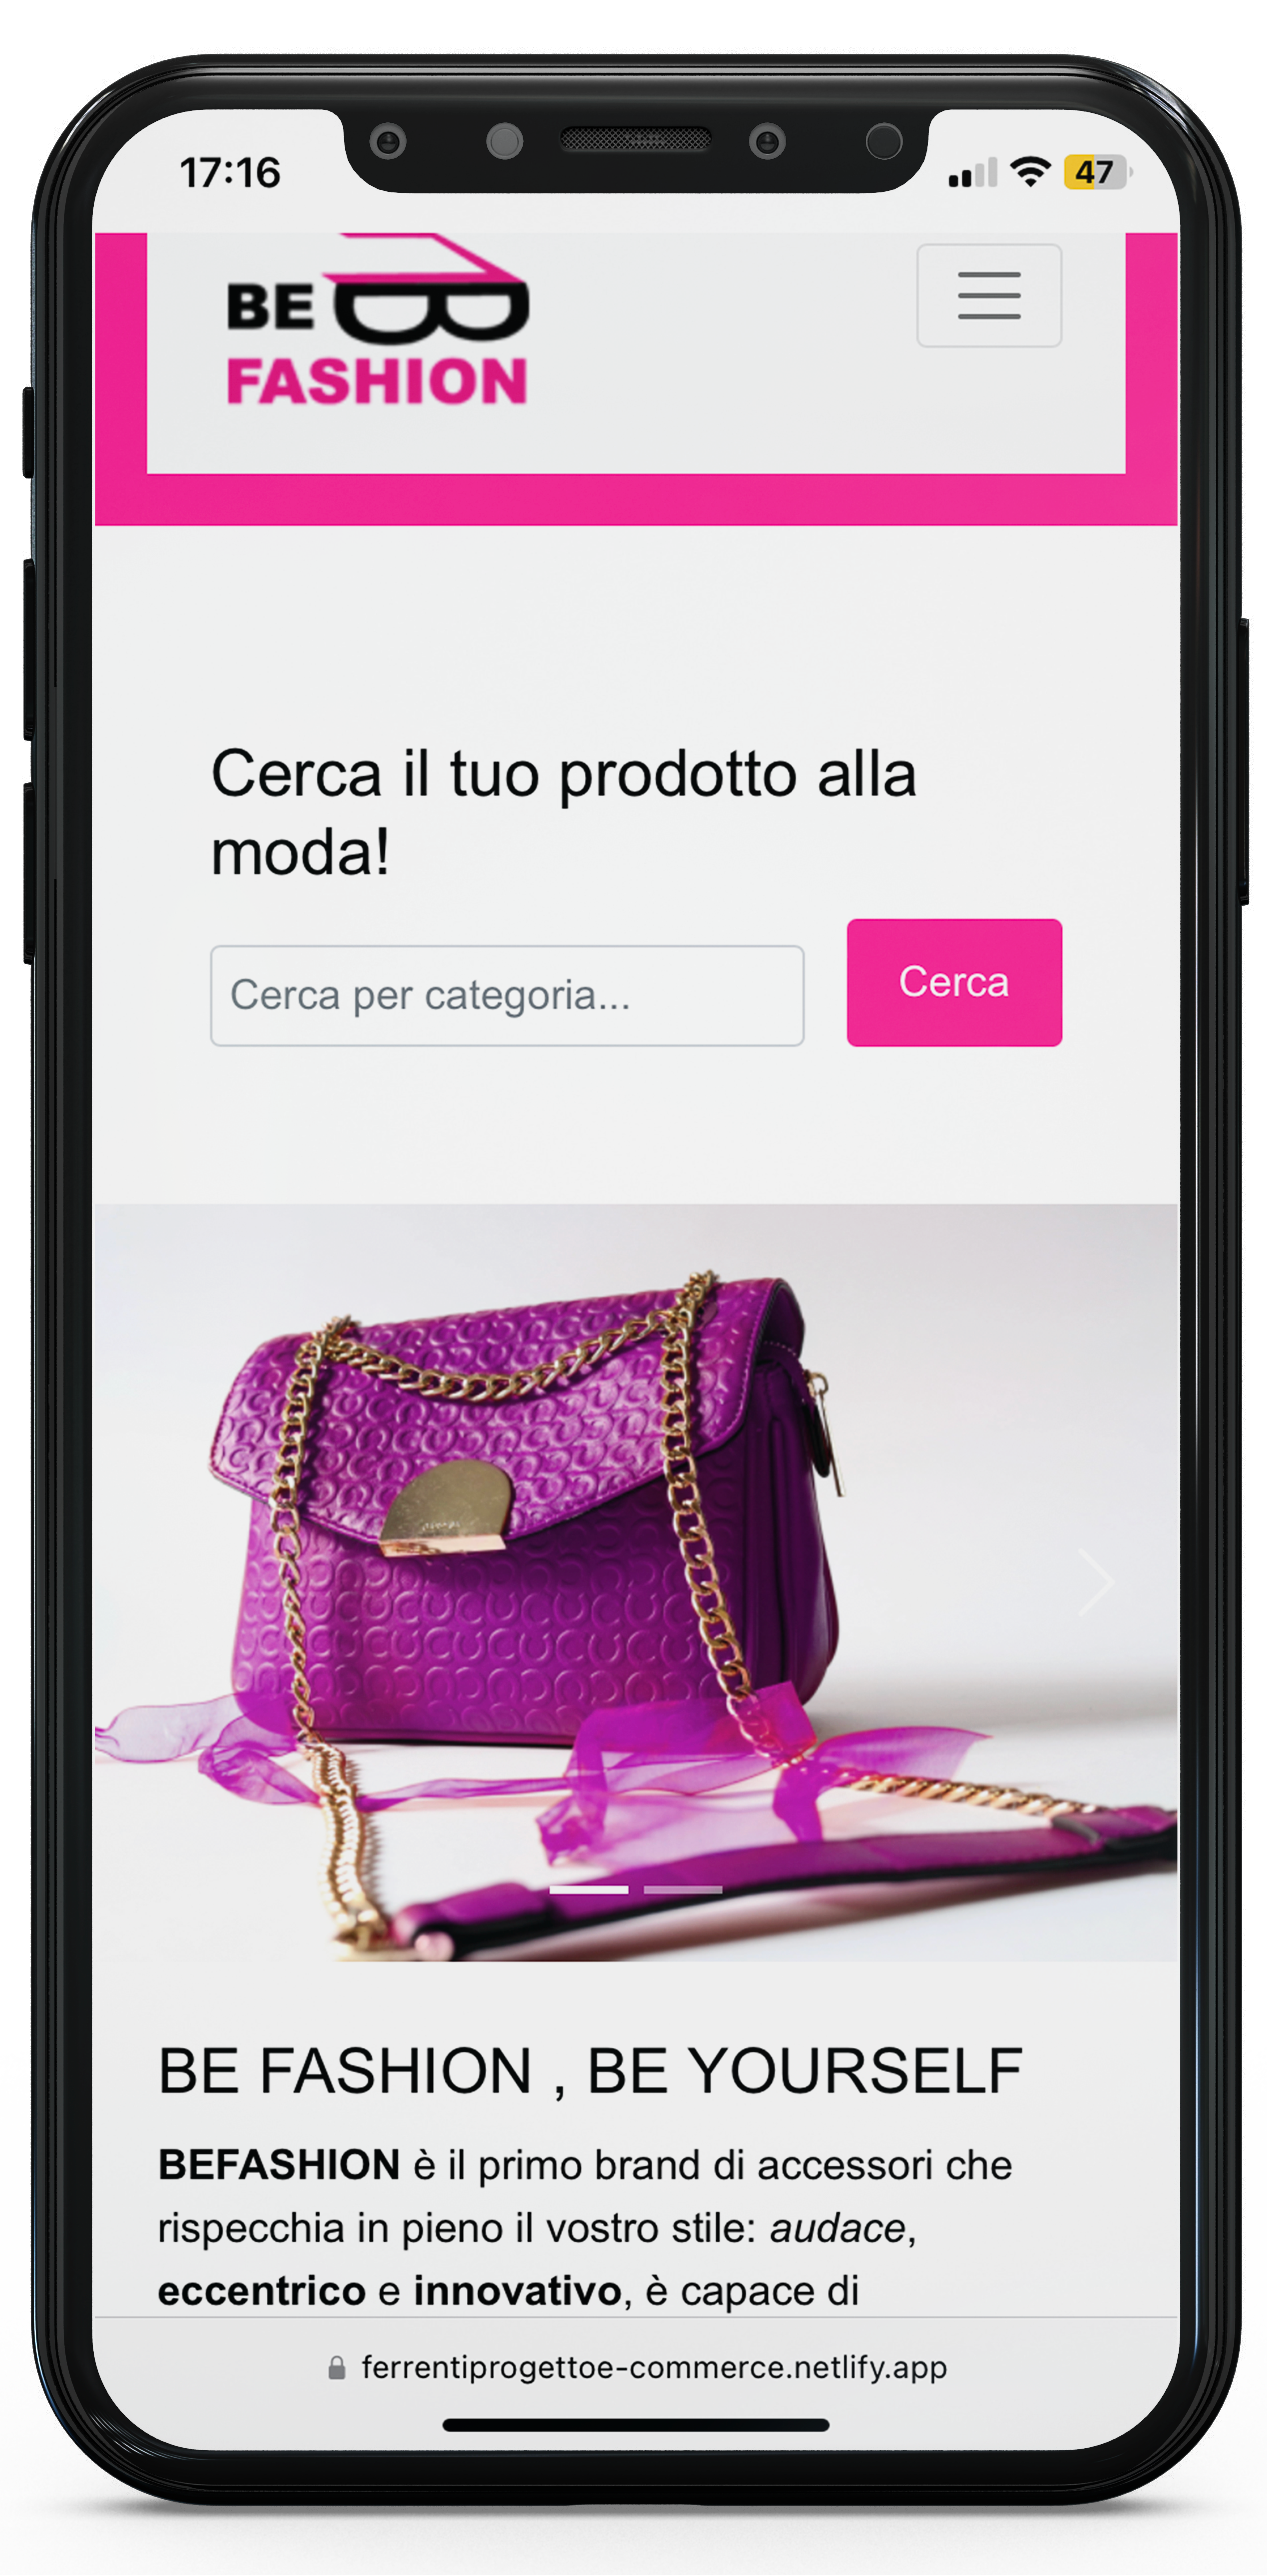 17:16
47
BE
B
FASHION
Cerca il tuo prodotto alla
moda!
Cerca per categoria...
Cerca
BE FASHION , BE YOURSELF
BEFASHION è il primo brand di accessori che
rispecchia in pieno il vostro stile: audace,
eccentrico e innovativo, è capace di
ferrentiprogettoe-commerce.netlify.app